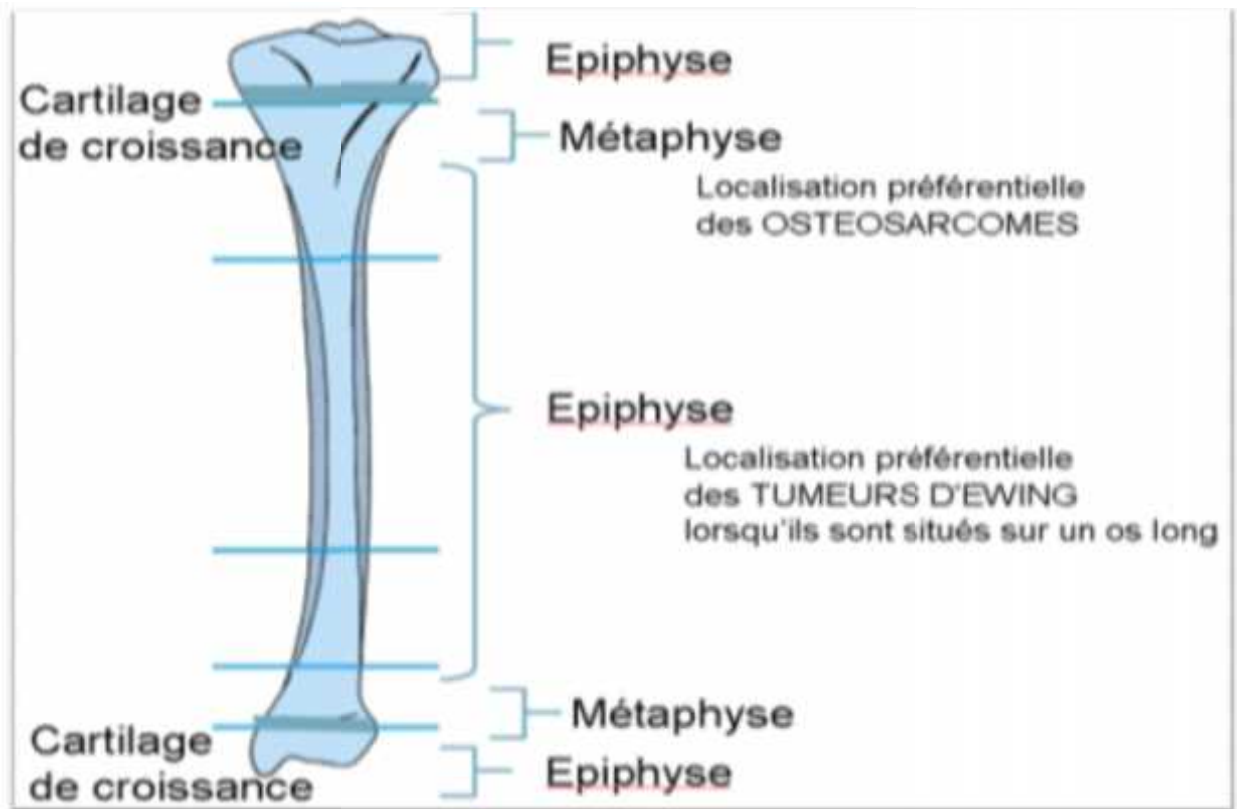 Epiphyse
Cartilage
de croissance
Métaphyse
Localisation préférentielle
des OSTEOSARCOMES
Epiphyse
Localisation préférentielle
des TUMEURS D'EWING
lorsqu'ils sont situés sur un os long
Métaphyse
Cartilage
de croissance
Epiphyse